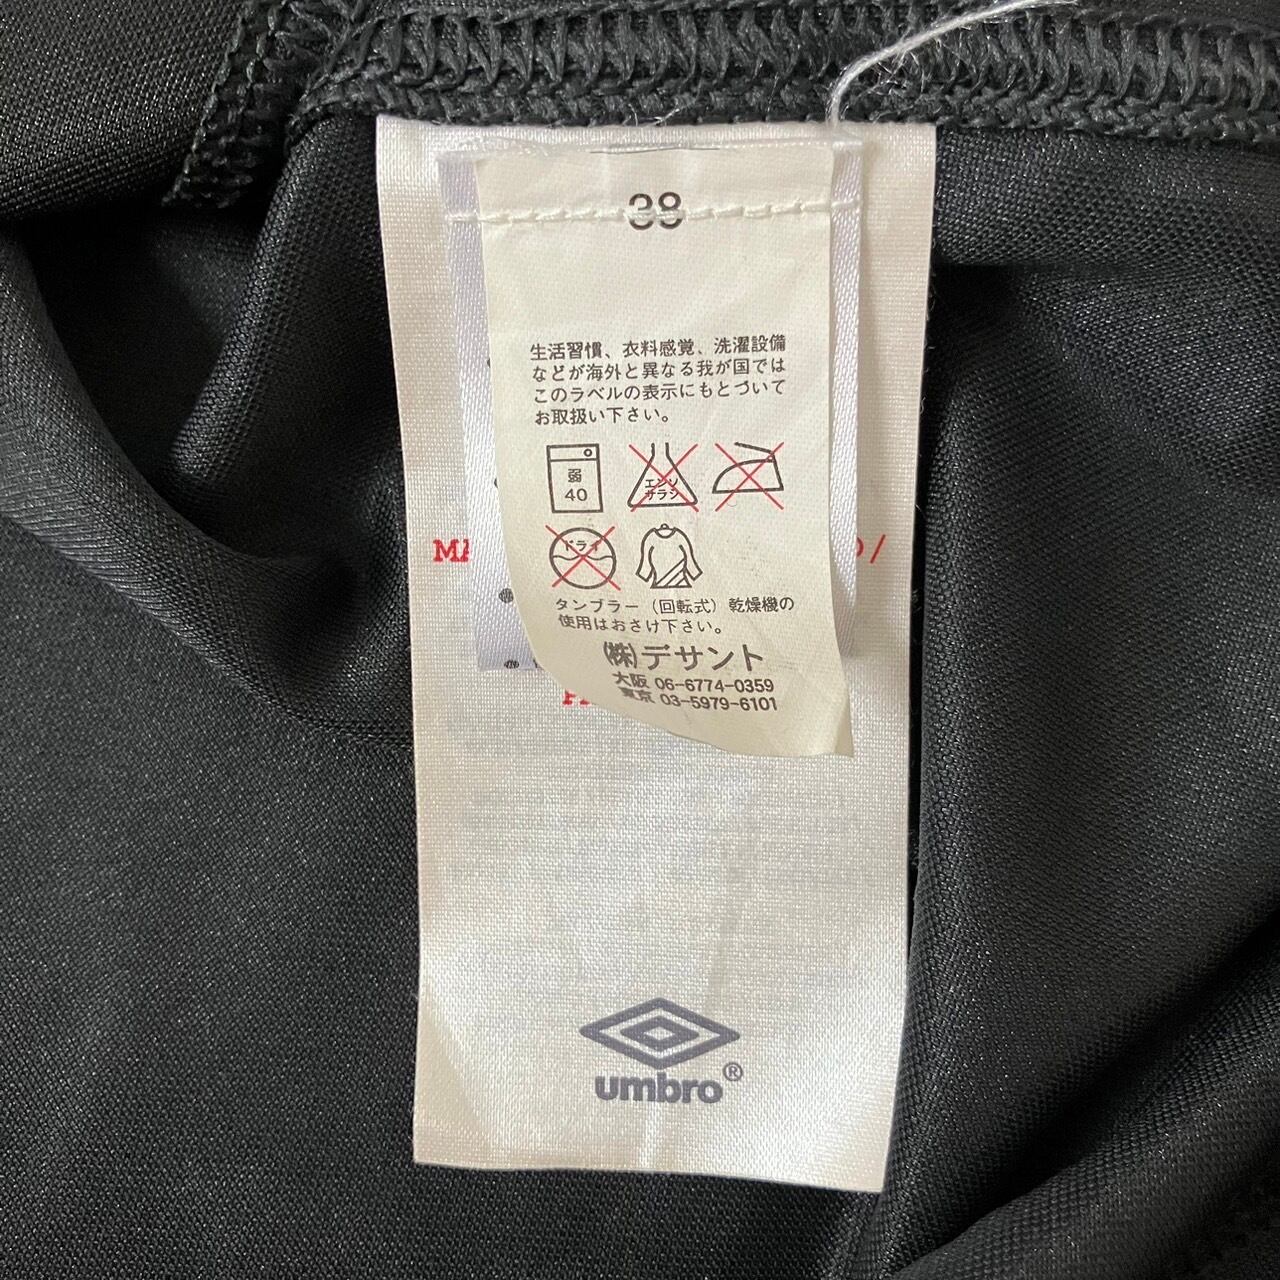 38
生活習慣、衣料感覚、洗濯設備
などが海外と異なる我が国では
このラベルの表示にもとづいて
お取扱い下さい。
弱
40
エンソ
サラシ
ドライ
タンブラー（回転式）乾燥機の
使用はおさけ下さい。
(株)デサント
大阪 06-6774-0359
東京 03-5979-6101
umbro®